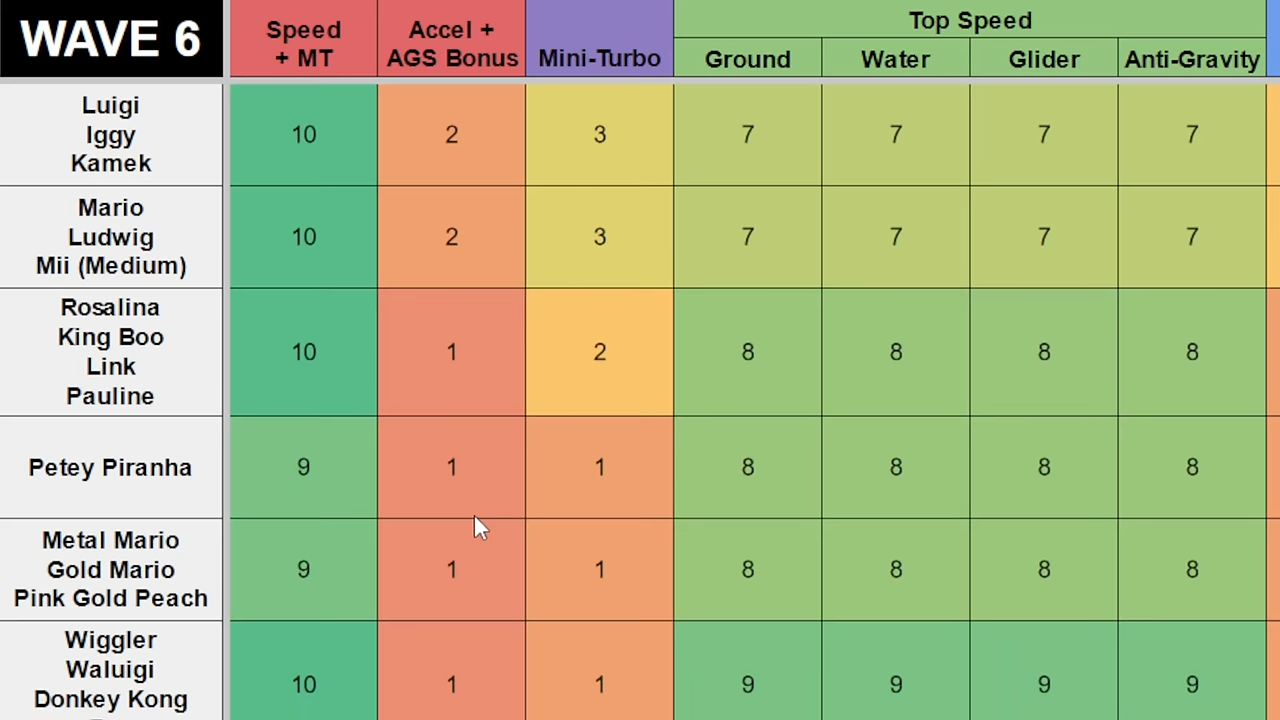 WAVE 6
Speed + MT
Accel + AGS Bonus
Mini-Turbo
Top Speed
Ground Water Glider Anti-Gravity
Luigi
Iggy
Kamek
10 2 3 7 7 7 7
Mario
Ludwig
Mii (Medium)
10 2 3 7 7 7 7
Rosalina
King Boo
Link
Pauline
10 1 2 8 8 8 8
Petey Piranha
9 1 1 8 8 8 8
Metal Mario
Gold Mario
Pink Gold Peach
9 1 1 8 8 8 8
Wiggler
Waluigi
Donkey Kong
10 1 1 9 9 9 9